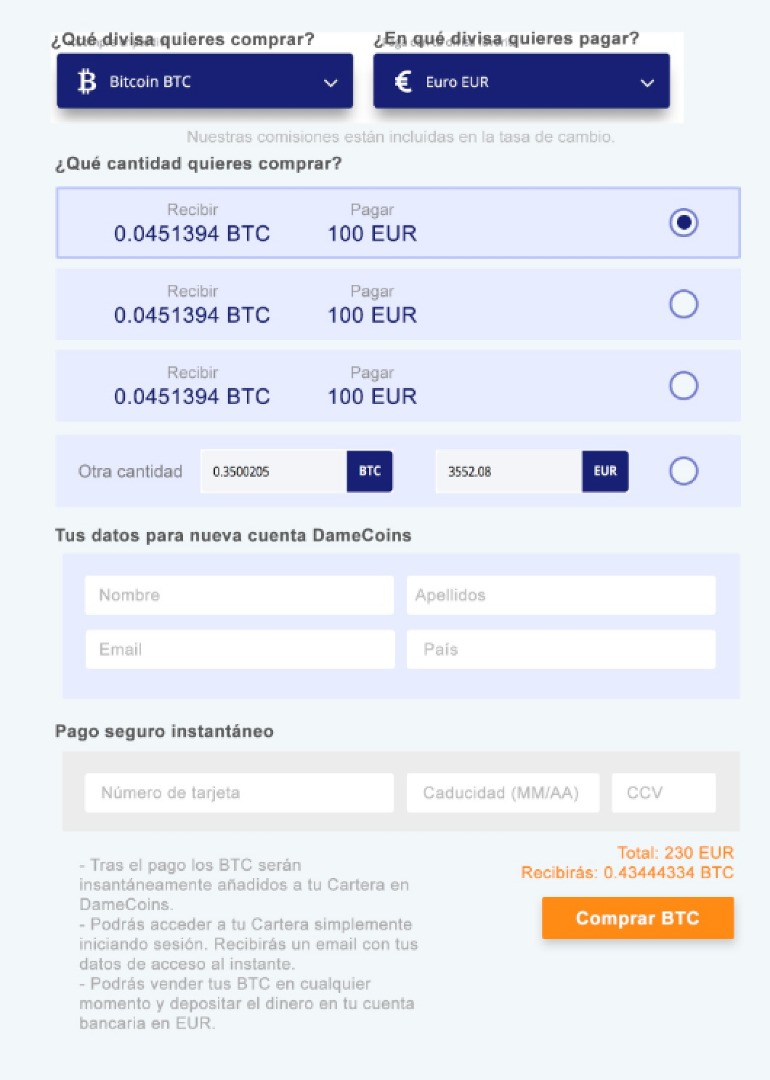 ¿Qué divisa quieres comprar?
¿En qué divisa quieres pagar?
Bitcoin BTC
€ Euro EUR
Nuestras comisiones están incluidas en la tasa de cambio.
¿Qué cantidad quieres comprar?
Recibir Pagar
0.0451394 BTC 100 EUR
Recibir Pagar
0.0451394 BTC 100 EUR
Recibir Pagar
0.0451394 BTC 100 EUR
Otra cantidad 0.3500205 BTC 3552.08 EUR
Tus datos para nueva cuenta DameCoins
Nombre Apellidos
Email País
Pago seguro instantáneo
Número de tarjeta Caducidad (MM/AA) CCV
- Tras el pago los BTC serán
insantáneamente añadidos a tu Cartera en
DameCoins.
- Podrás acceder a tu Cartera simplemente
iniciando sesión. Recibirás un email con tus
datos de acceso al instante.
- Podrás vender tus BTC en cualquier
momento y depositar el dinero en tu cuenta
bancaria en EUR.
Total: 230 EUR
Recibirás: 0.43444334 BTC
Comprar BTC